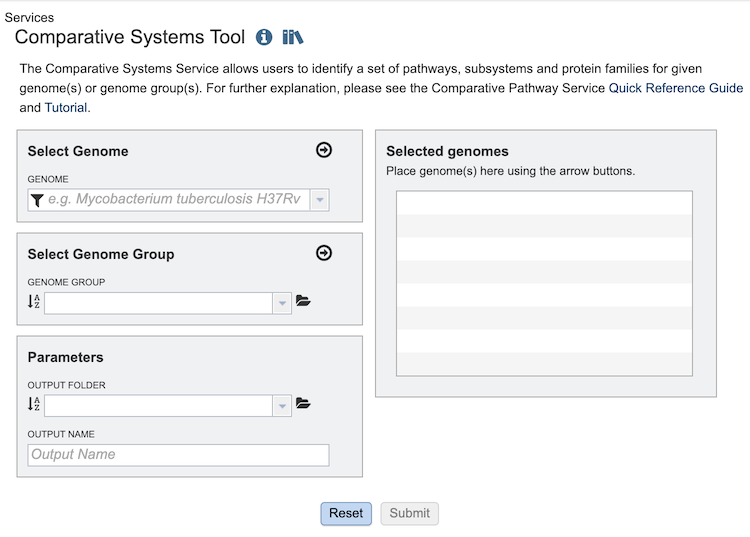 Services
Comparative Systems Tool
The Comparative Systems Service allows users to identify a set of pathways, subsystems and protein families for given
genome(s) or genome group(s). For further explanation, please see the Comparative Pathway Service Quick Reference Guide
and Tutorial.
Select Genome
GENOME
e.g. Mycobacterium tuberculosis H37Rv
Select Genome Group
GENOME GROUP
Parameters
OUTPUT FOLDER
OUTPUT NAME
Output Name
Selected genomes
Place genome(s) here using the arrow buttons.
Reset
Submit